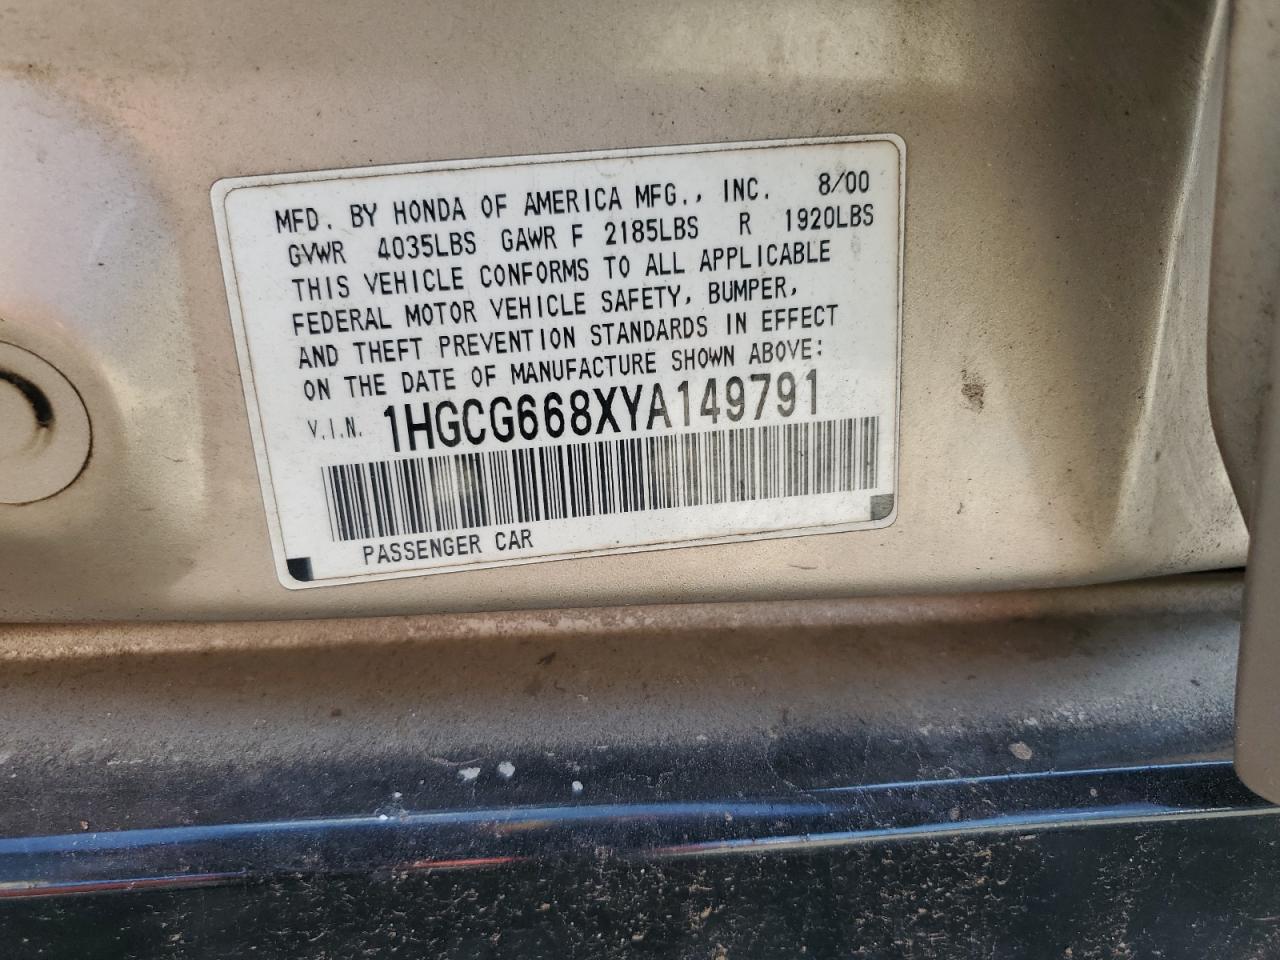 MFD. BY HONDA OF AMERICA MFG., INC. 8/00
GVWR 4035LBS GAWR F 2185LBS R 1920LBS
THIS VEHICLE CONFORMS TO ALL APPLICABLE
FEDERAL MOTOR VEHICLE SAFETY, BUMPER,
AND THEFT PREVENTION STANDARDS IN EFFECT
ON THE DATE OF MANUFACTURE SHOWN ABOVE:
V.I.N. 1HGCG668XYA149791
PASSENGER CAR